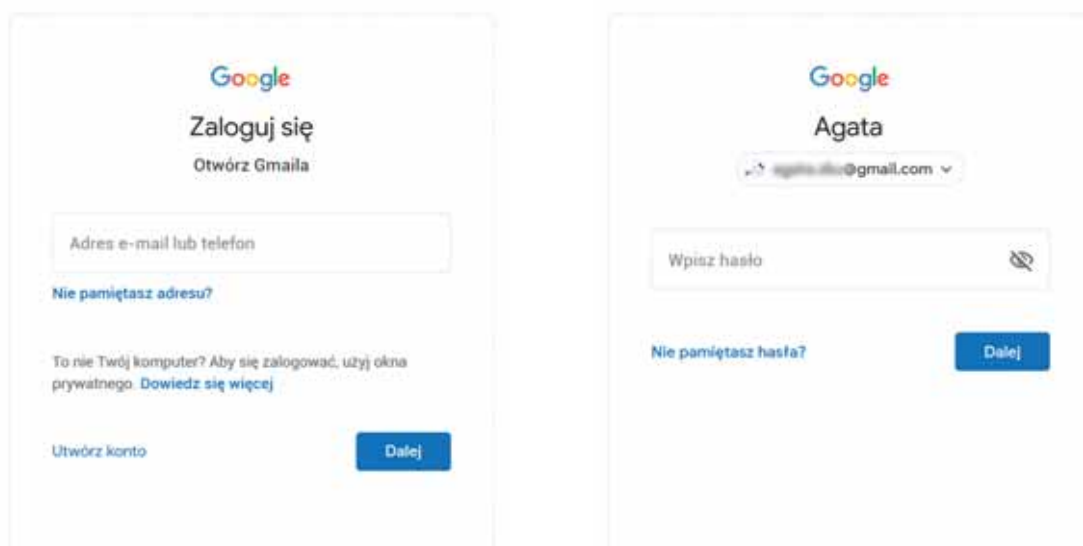 Google
Zaloguj się
Otwórz Gmaila
Adres e-mail lub telefon
Nie pamiętasz adresu?
To nie Twój komputer? Aby się zalogować, użyj okna
prywatnego. Dowiedz się więcej
Utwórz konto
Dalej
Google
Agata
@gmail.com
Wpisz hasło
Nie pamiętasz hasła?
Dalej